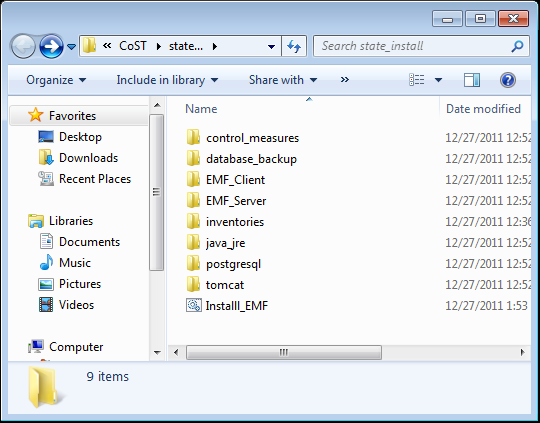 « CoST state...
Search state_install
Organize Include in library Share with »
Favorites
Desktop
Downloads
Recent Places
Libraries
Documents
Music
Pictures
Videos
Computer
Name Date modified
control_measures 12/27/2011 12:52
database_backup 12/27/2011 12:52
EMF_Client 12/27/2011 12:52
EMF_Server 12/27/2011 12:52
inventories 12/27/2011 12:36
java_jre 12/27/2011 12:52
postgresql 12/27/2011 12:52
tomcat 12/27/2011 12:52
Installl_EMF 12/27/2011 1:53
9 items